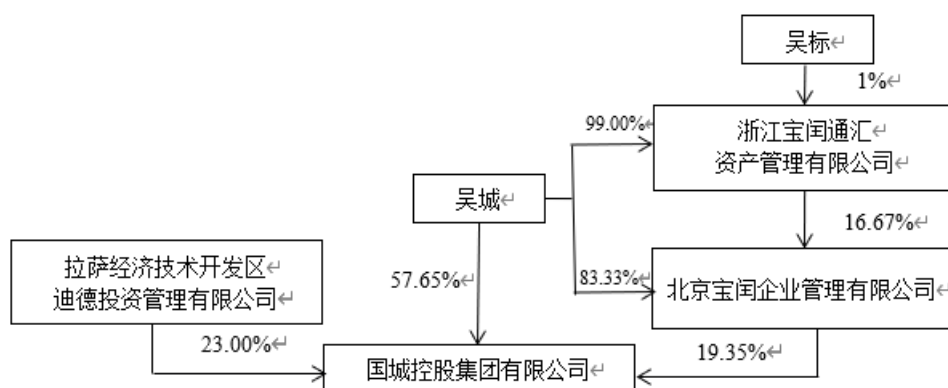 吴标↵
1%↵
99.00%↵
浙江宝闰通汇↵
资产管理有限公司↵
吴城↵
16.67%↵
拉萨经济技术开发区↵
迪德投资管理有限公司↵
57.65%↵
83.33%↵
北京宝闰企业管理有限公司↵
23.00%↵
国城控股集团有限公司↵
19.35%↵